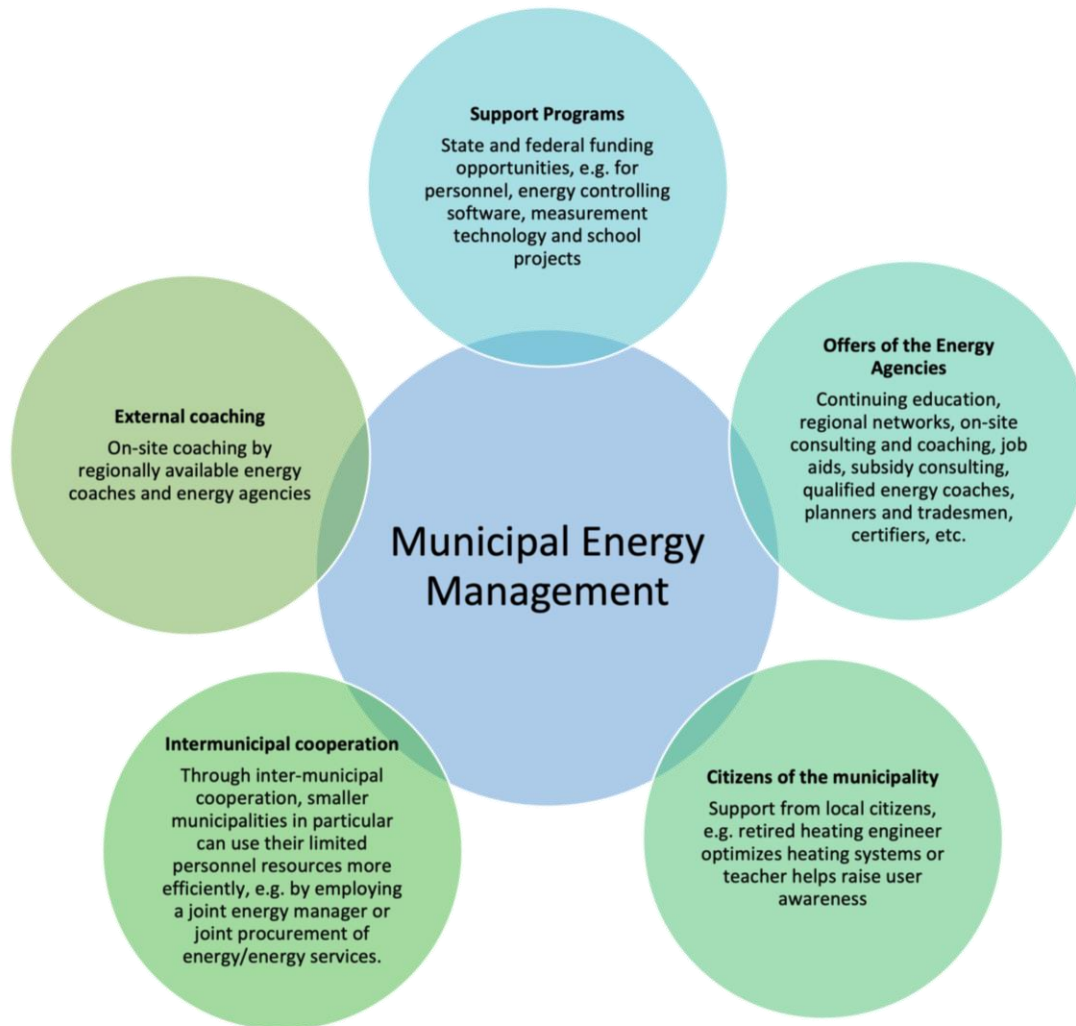 Support Programs
State and federal funding
opportunities, e.g. for
personnel, energy controlling
software, measurement
technology and school
projects
Offers of the Energy
Agencies
Continuing education,
regional networks, on-site
consulting and coaching, job
aids, subsidy consulting,
qualified energy coaches,
planners and tradesmen,
certifiers, etc.
External coaching
On-site coaching by
regionally available energy
coaches and energy agencies
Municipal Energy
Management
Intermunicipal cooperation
Through inter-municipal
cooperation, smaller
municipalities in particular
can use their limited
personnel resources more
efficiently, e.g. by employing
a joint energy manager or
joint procurement of
energy/energy services.
Citizens of the municipality
Support from local citizens,
e.g. retired heating engineer
optimizes heating systems or
teacher helps raise user
awareness